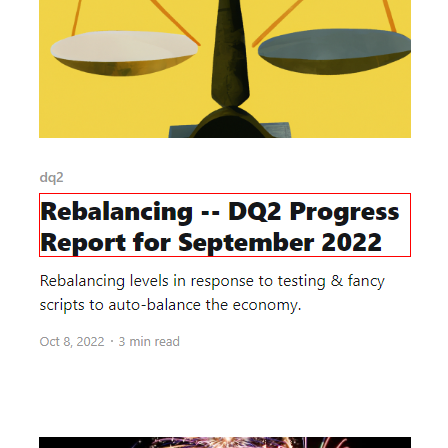 dq2
Rebalancing -- DQ2 Progress
Report for September 2022
Rebalancing levels in response to testing & fancy
scripts to auto-balance the economy.
Oct 8, 2022 · 3 min read